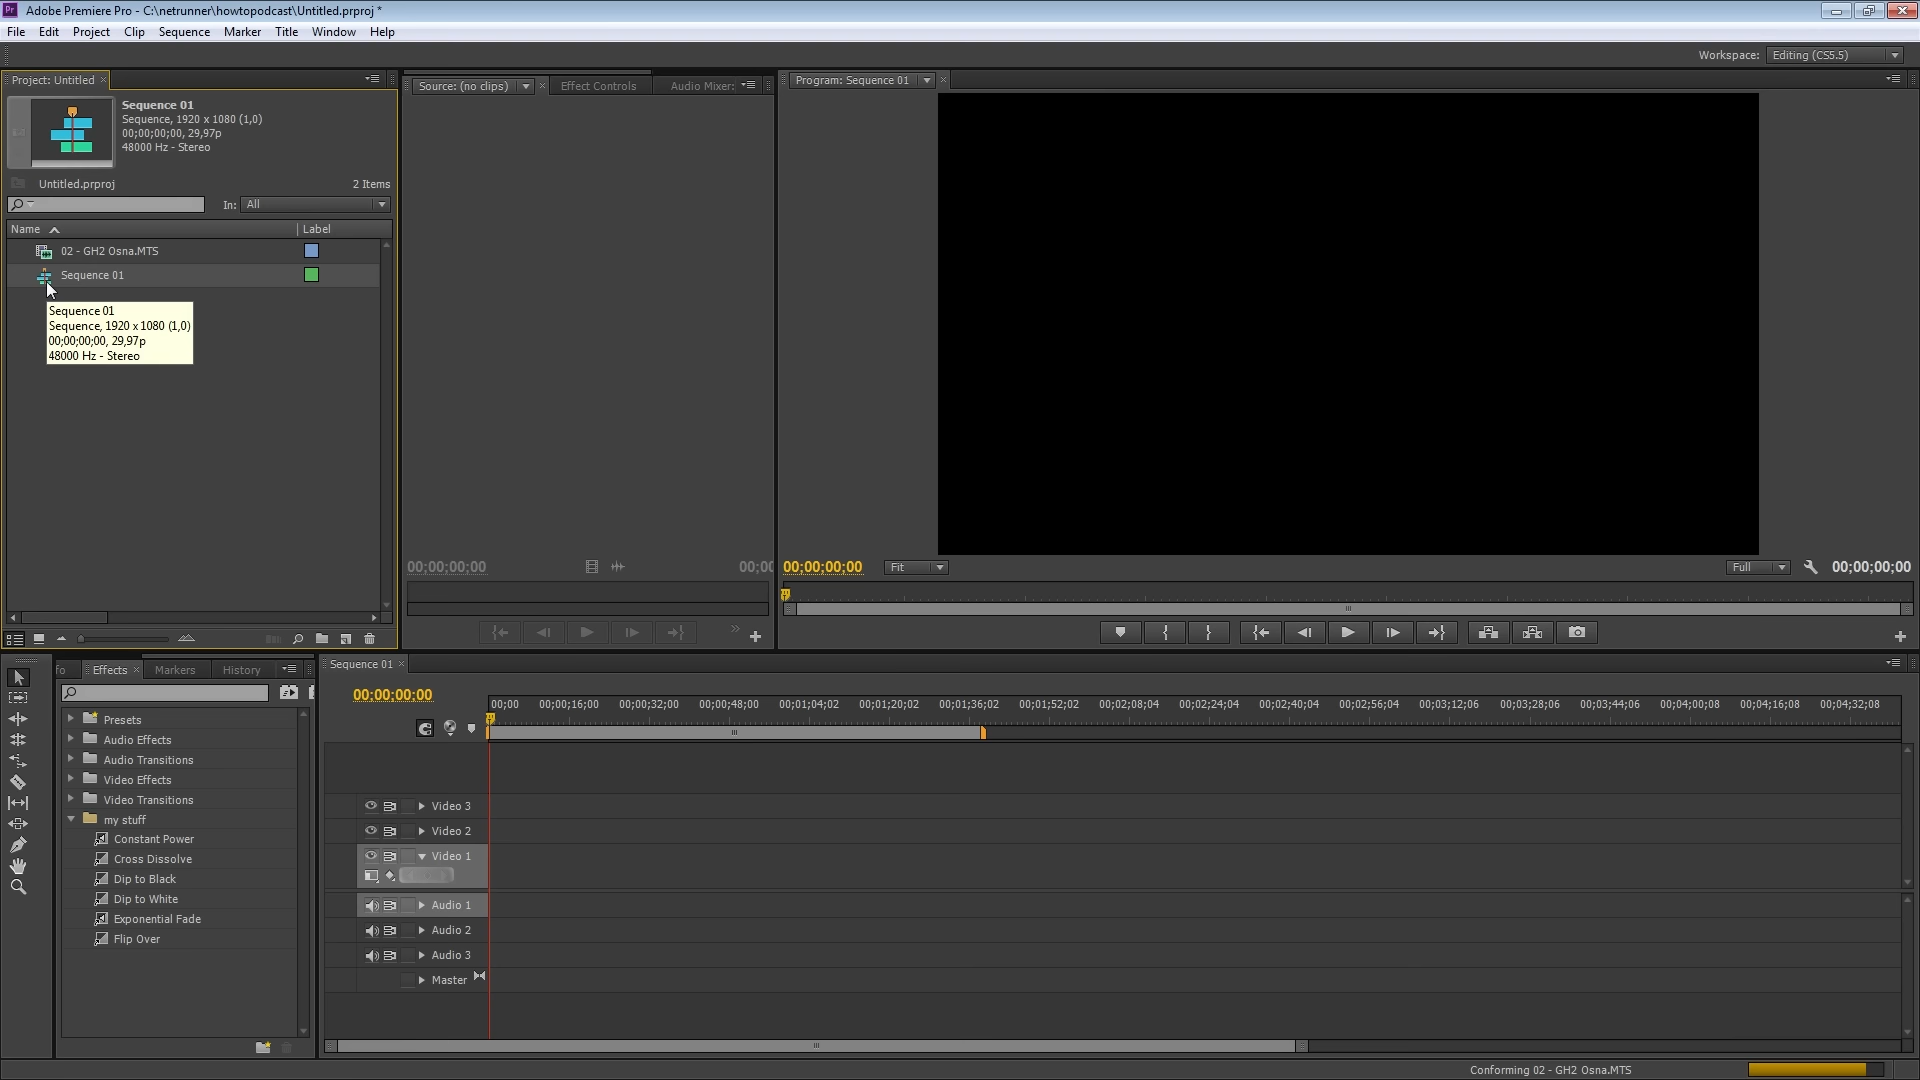 Adobe Premiere Pro - C:\netrunner\howtopodcast\Untitled.prproj *
File Edit Project Clip Sequence Marker Title Window Help
Workspace: Editing (CS5.5)
Project: Untitled
Sequence 01
Sequence, 1920 x 1080 (1,0)
00;00;00;00, 29,97p
48000 Hz - Stereo
Untitled.prproj 2 Items
In: All
Name Label
02 - GH2 Osna.MTS
Sequence 01
Sequence 01
Sequence, 1920 x 1080 (1,0)
00;00;00;00, 29,97p
48000 Hz - Stereo
Source: (no clips) Effect Controls Audio Mixer:
00;00;00;00 00;00
Program: Sequence 01
00;00;00;00 Fit Full 00;00;00;00
fo Effects Markers History
Presets
Audio Effects
Audio Transitions
Video Effects
Video Transitions
my stuff
Constant Power
Cross Dissolve
Dip to Black
Dip to White
Exponential Fade
Flip Over
Sequence 01
00;00;00;00
00;00 00;00;16;00 00;00;32;00 00;00;48;00 00;01;04;02 00;01;20;02 00;01;36;02 00;01;52;02 00;02;08;04 00;02;24;04 00;02;40;04 00;02;56;04 00;03;12;06 00;03;28;06 00;03;44;06 00;04;00;08 00;04;16;08 00;04;32;08
Video 3
Video 2
Video 1
Audio 1
Audio 2
Audio 3
Master
Conforming 02 - GH2 Osna.MTS